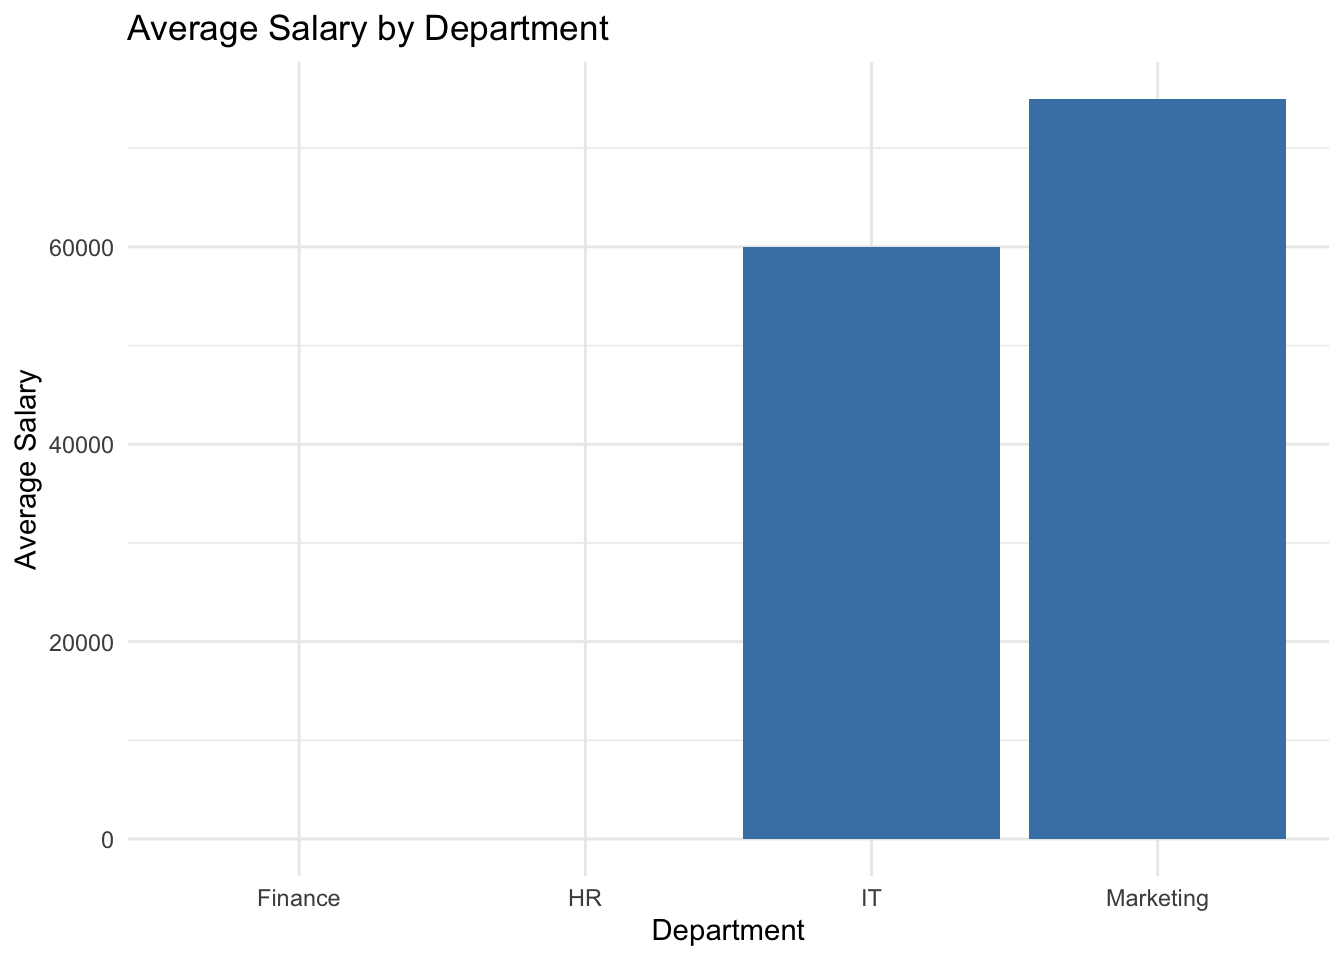 Average Salary by Department
Average Salary
60000
40000
20000
0
Finance HR IT Marketing
Department